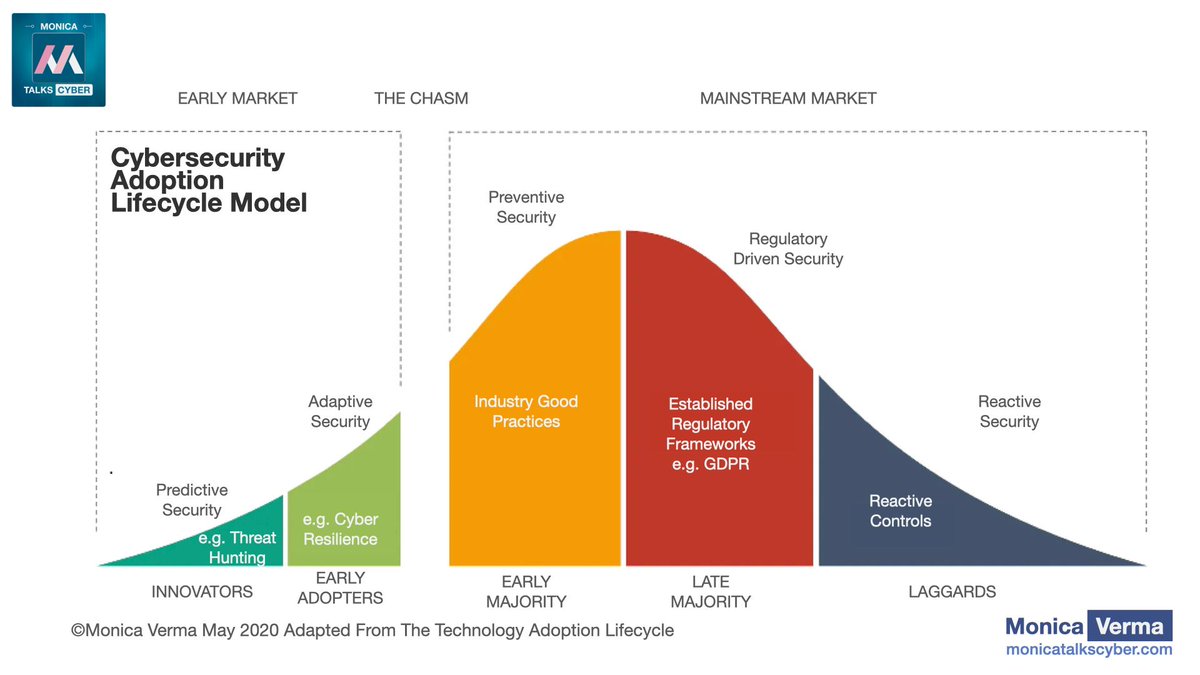 MONICA
TALKS CYBER
EARLY MARKET
THE CHASM
MAINSTREAM MARKET
Cybersecurity
Adoption
Lifecycle Model
Preventive
Security
Regulatory
Driven Security
Adaptive
Security
Reactive
Security
Predictive
Security
Industry Good
Practices
Established
Regulatory
Frameworks
e.g. GDPR
Reactive
Controls
e.g. Cyber
Resilience
e.g. Threat
Hunting
INNOVATORS
EARLY
ADOPTERS
EARLY
MAJORITY
LATE
MAJORITY
LAGGARDS
©Monica Verma May 2020 Adapted From The Technology Adoption Lifecycle
Monica Verma
monicatalkscyber.com